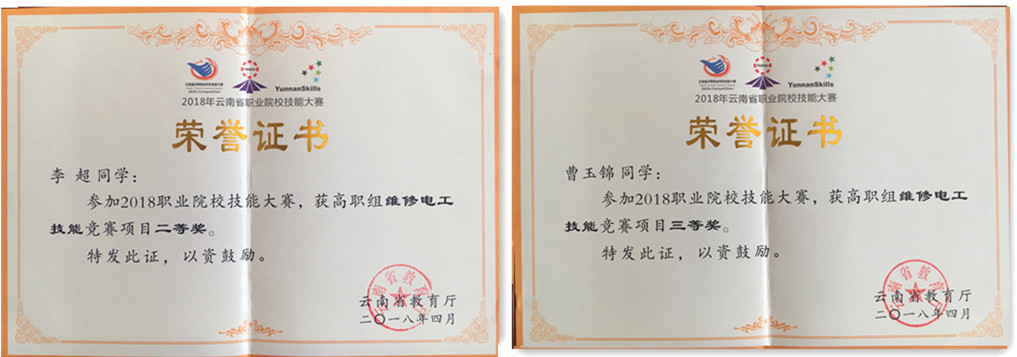 YunnanSkills
2018年云南省职业院校技能大赛
荣誉证书
李 超 同学：
参加2018职业院校技能大赛，获高职组维修电工
技能竞赛项目二等奖。
特发此证，以资鼓励。
云南省教育厅
二〇一八年四月
YunnanSkills
2018年云南省职业院校技能大赛
荣誉证书
曹玉锦 同学：
参加2018职业院校技能大赛，获高职组维修电工
技能竞赛项目三等奖。
特发此证，以资鼓励。
云南省教育厅
二〇一八年四月